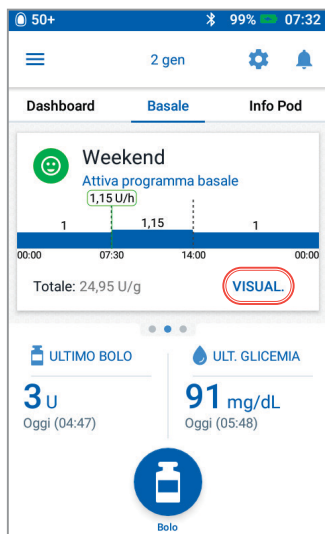 50+ 99% 07:32
2 gen
Dashboard Basale Info Pod
Weekend
Attiva programma basale
1,15 U/h
1 1,15 1
00:00 07:30 14:00 00:00
Totale: 24,95 U/g VISUAL.
ULTIMO BOLO ULT. GLICEMIA
3 U 91 mg/dL
Oggi (04:47) Oggi (05:48)
Bolo